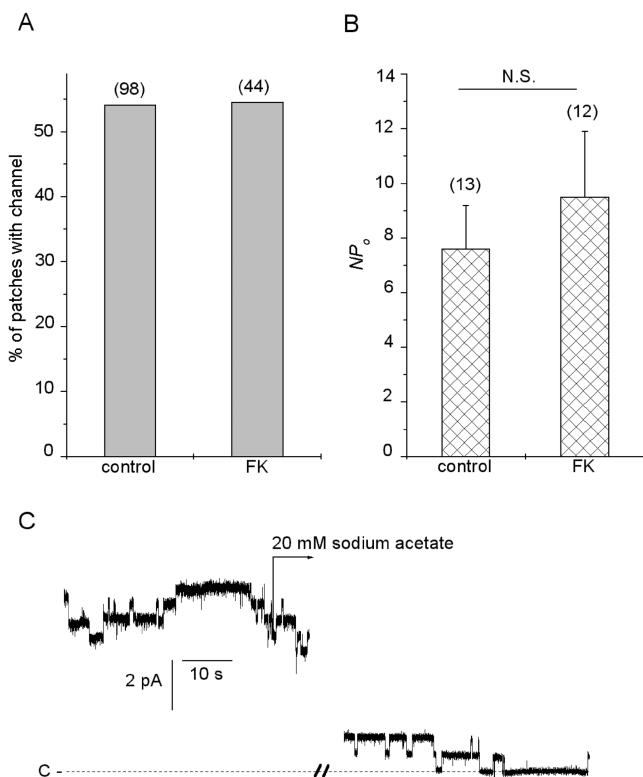 A
% of patches with channel
50
40
30
20
10
0
(98)
(44)
control
FK
B
NPₒ
14
12
10
8
6
4
2
0
N.S.
(13)
(12)
control
FK
C
20 mM sodium acetate
2 pA
10 s
C